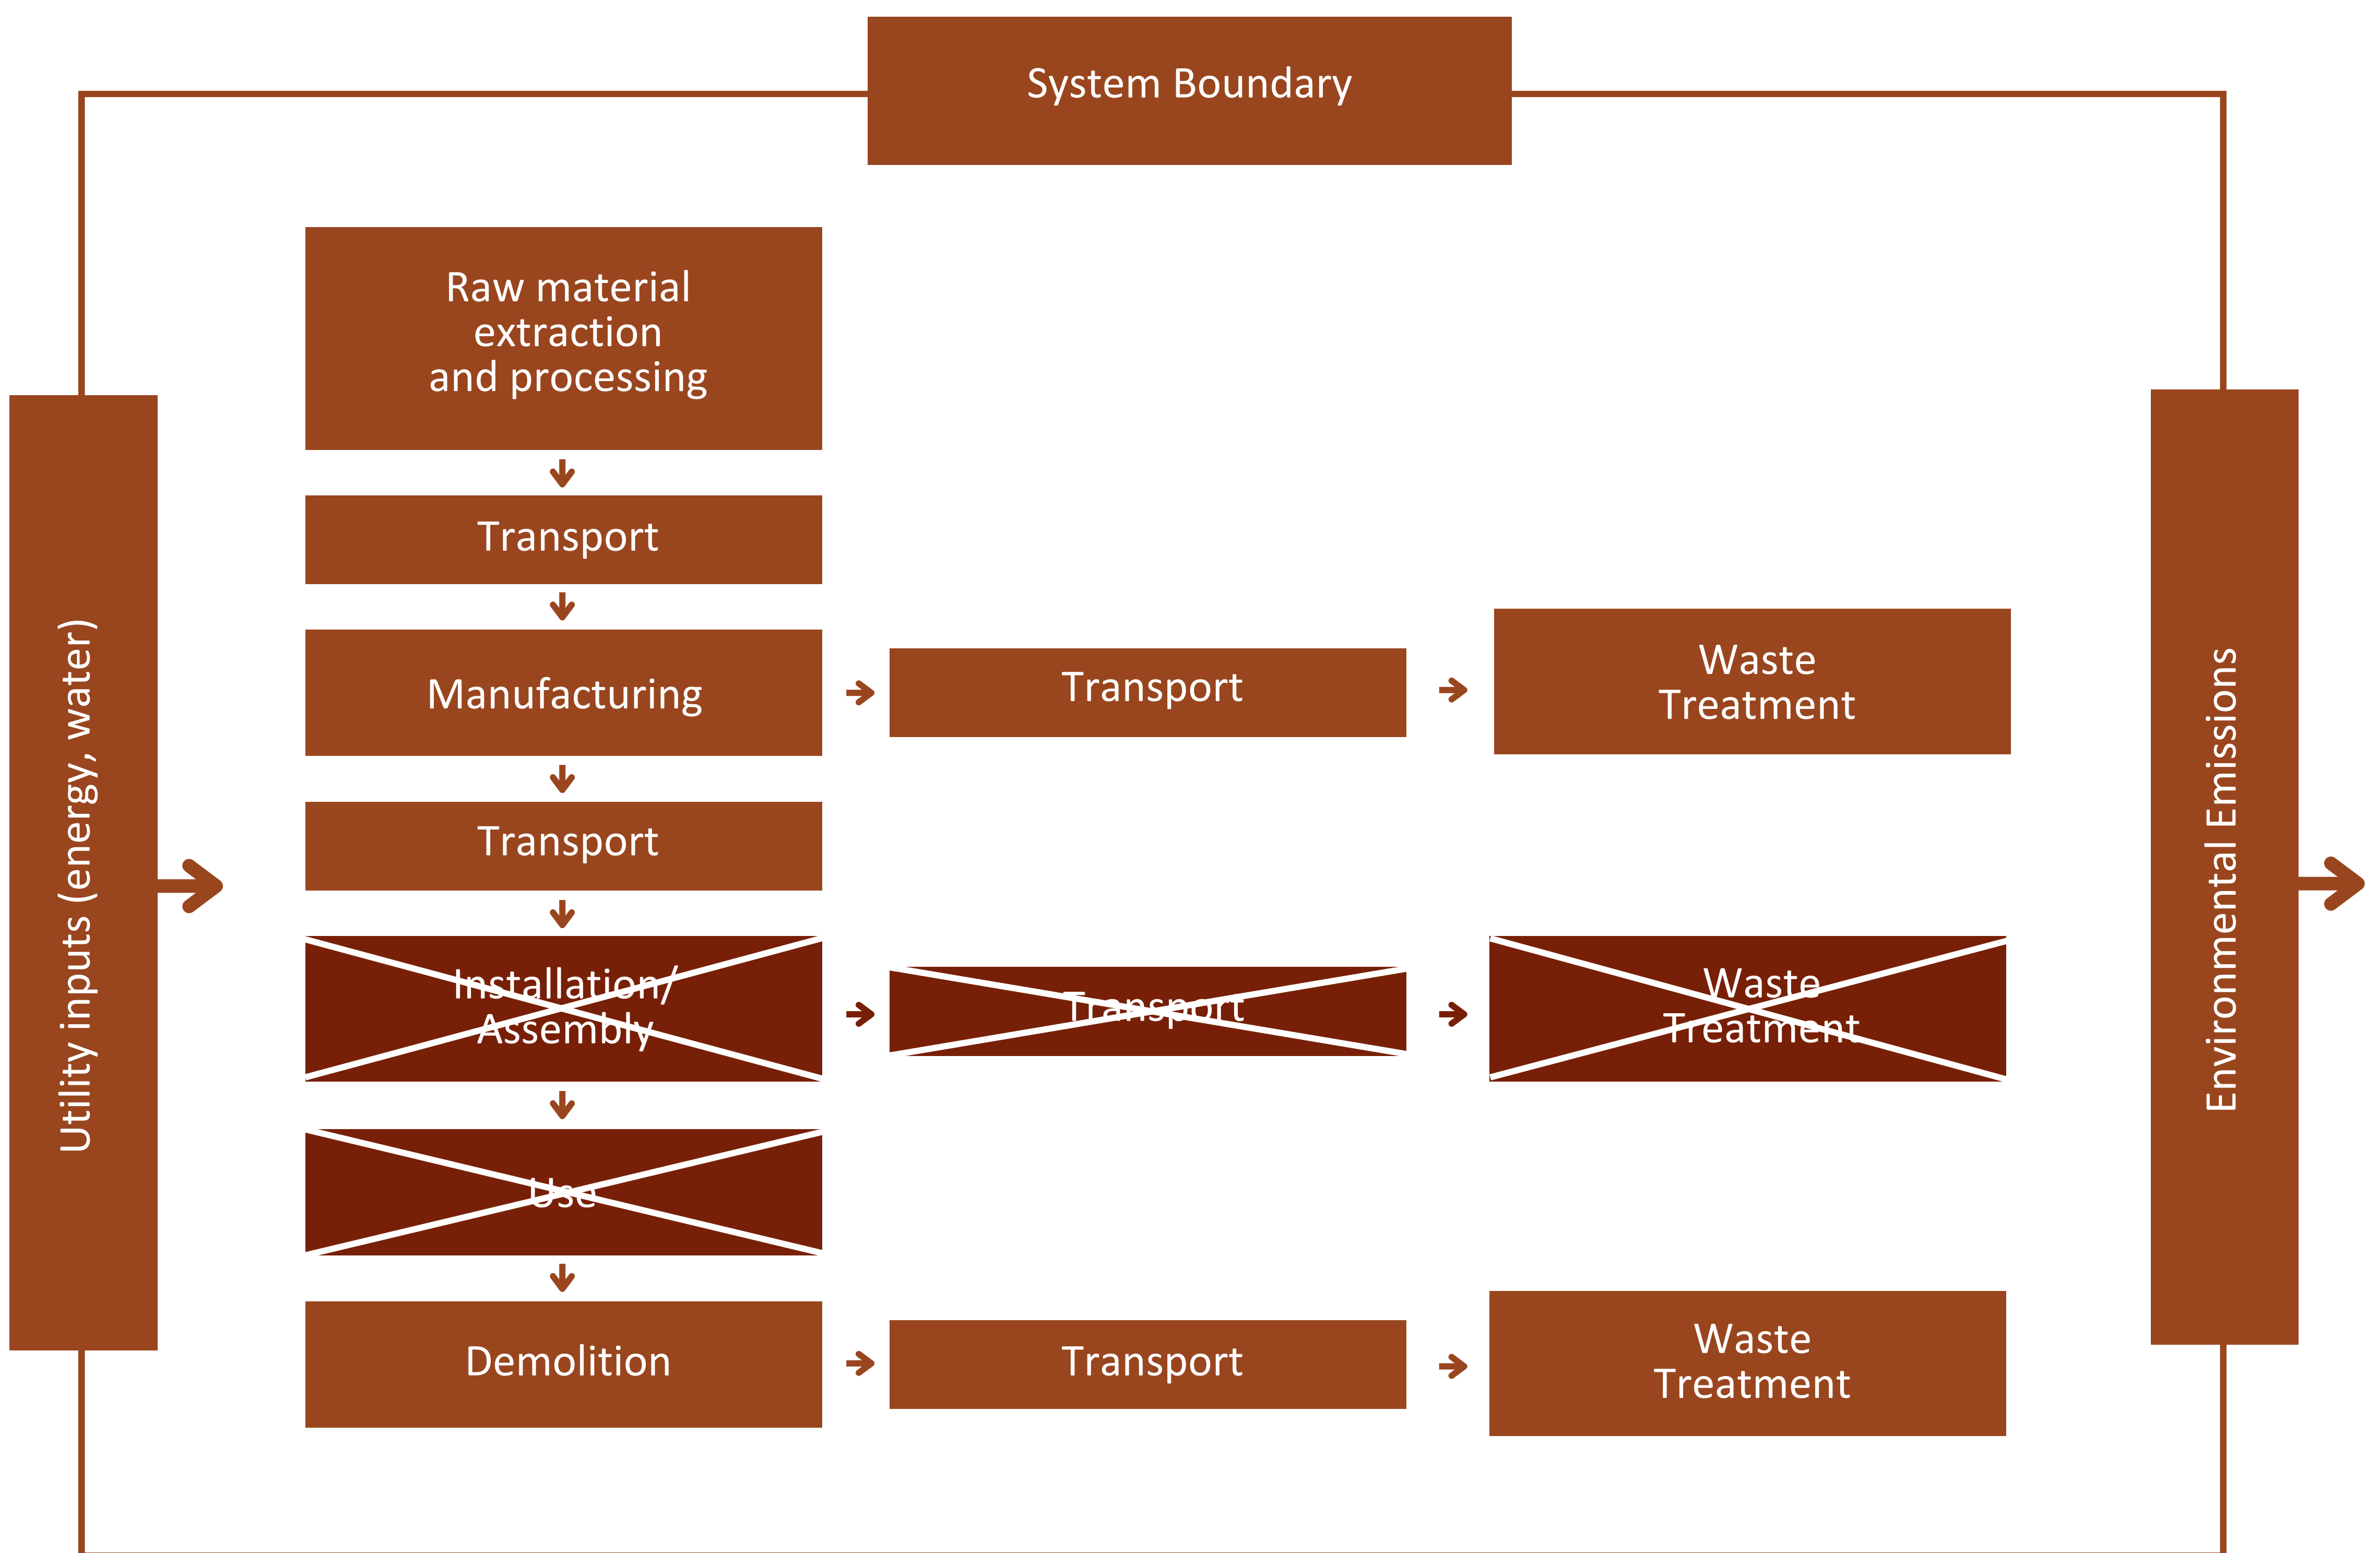 System Boundary
Utility inputs (energy, water)
Raw material
extraction
and processing
Transport
Manufacturing
Transport
Waste
Treatment
Transport
Installation/
Assembly
Transport
Waste
Treatment
Use
Demolition
Transport
Waste
Treatment
Environmental Emissions